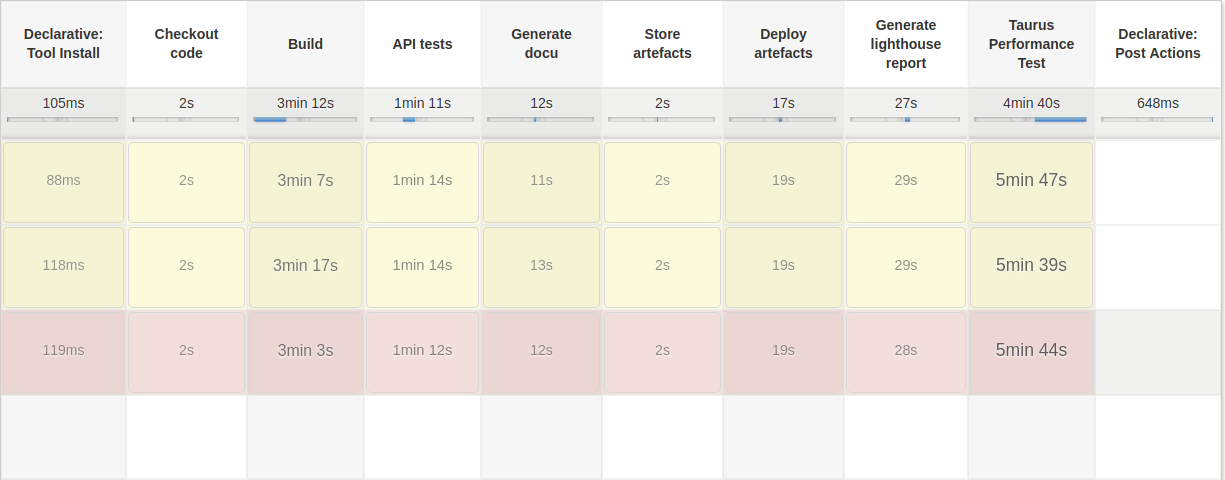 Declarative:
Tool Install
Checkout
code
Build
API tests
Generate
docu
Store
artefacts
Deploy
artefacts
Generate
lighthouse
report
Taurus
Performance
Test
Declarative:
Post Actions
105ms 2s 3min 12s 1min 11s 12s 2s 17s 27s 4min 40s 648ms
88ms 2s 3min 7s 1min 14s 11s 2s 19s 29s 5min 47s
118ms 2s 3min 17s 1min 14s 13s 2s 19s 29s 5min 39s
119ms 2s 3min 3s 1min 12s 12s 2s 19s 28s 5min 44s